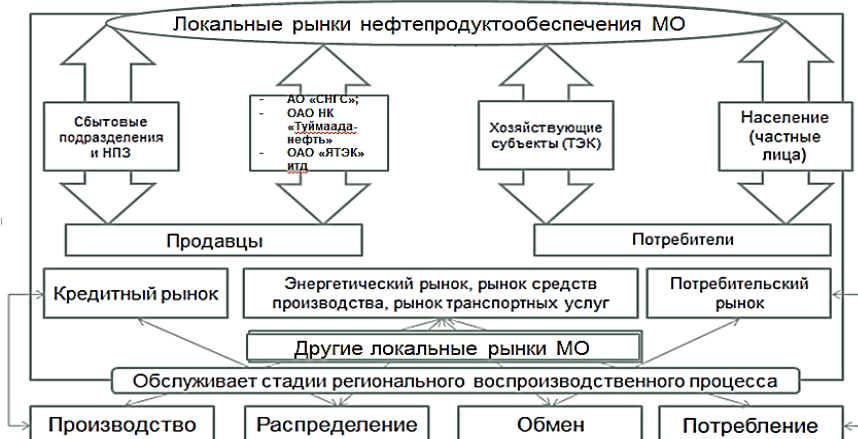 Локальные рынки нефтепродуктообеспечения МО
Сбытовые
подразделения
и НПЗ
- АО «СНГС»;
- ОАО НК
«Туймаада-
нефть»
- ОАО «ЯТЭК»
итд
Хозяйствующие
субъекты (ТЭК)
Население
(частные
лица)
Продавцы
Потребители
Кредитный рынок
Энергетический рынок, рынок средств
производства, рынок транспортных услуг
Потребительский
рынок
Другие локальные рынки МО
Обслуживает стадии регионального воспроизводственного процесса
Производство
Распределение
Обмен
Потребление